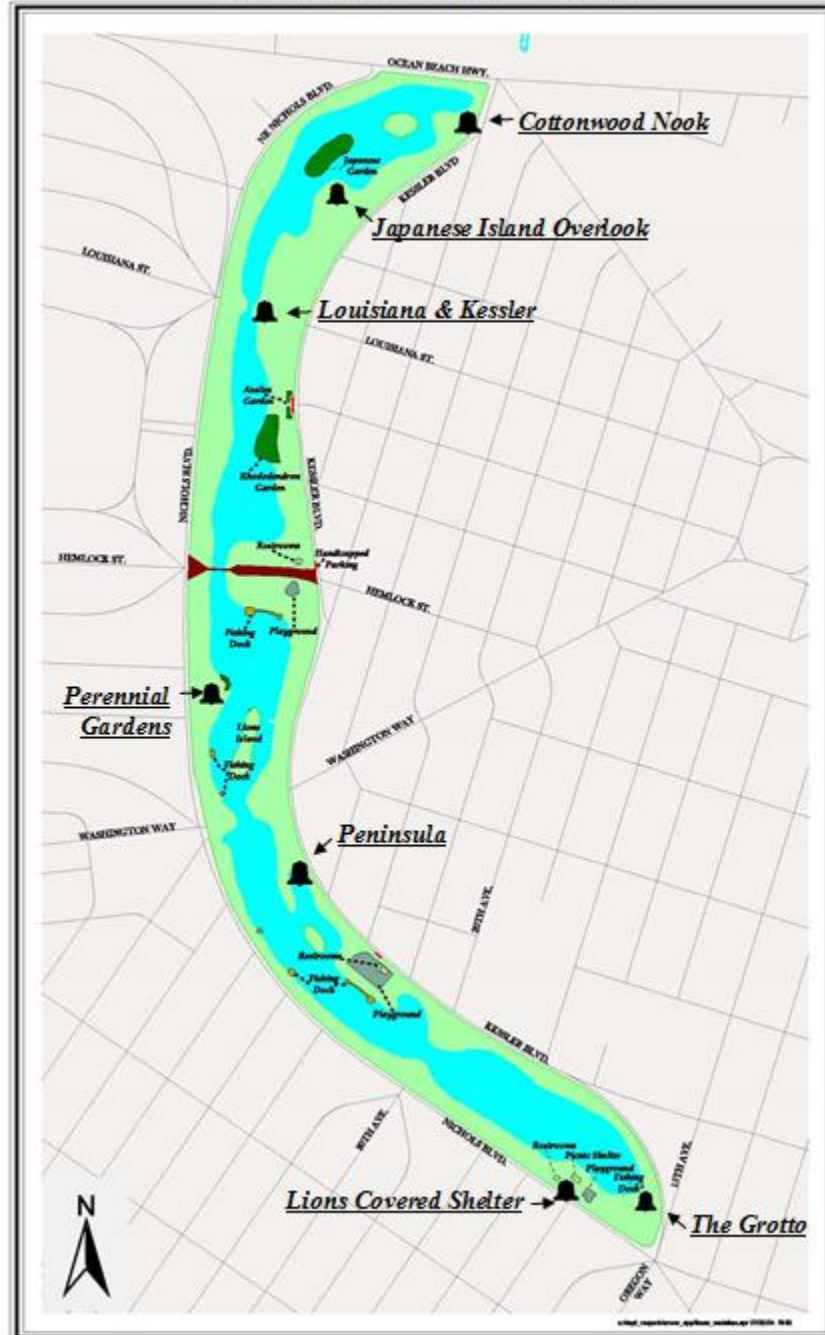 OCEAN BEACH HWY.
NE NICHOLS BLVD.
Cottonwood Nook
Japanese
Garden
KESSLER BLVD
Japanese Island Overlook
LOUISIANA ST.
Louisiana & Kessler
LOUISIANA ST.
Azalea
Garden
NICHOLS BLVD.
KESSLER BLVD.
Rhododendron
Garden
Restrooms
Handicapped
Parking
HEMLOCK ST.
HEMLOCK ST.
Fishing
Dock
Playground
Perennial
Gardens
Lions
Island
WASHINGTON WAY
Fishing
Dock
WASHINGTON WAY
Peninsula
20TH AVE.
Restrooms
Fishing
Dock
Playground
KESSLER BLVD.
NICHOLS BLVD.
15TH AVE.
Restrooms
Picnic Shelter
Playground
Fishing
Dock
Lions Covered Shelter
The Grotto
N
OREGON
WAY